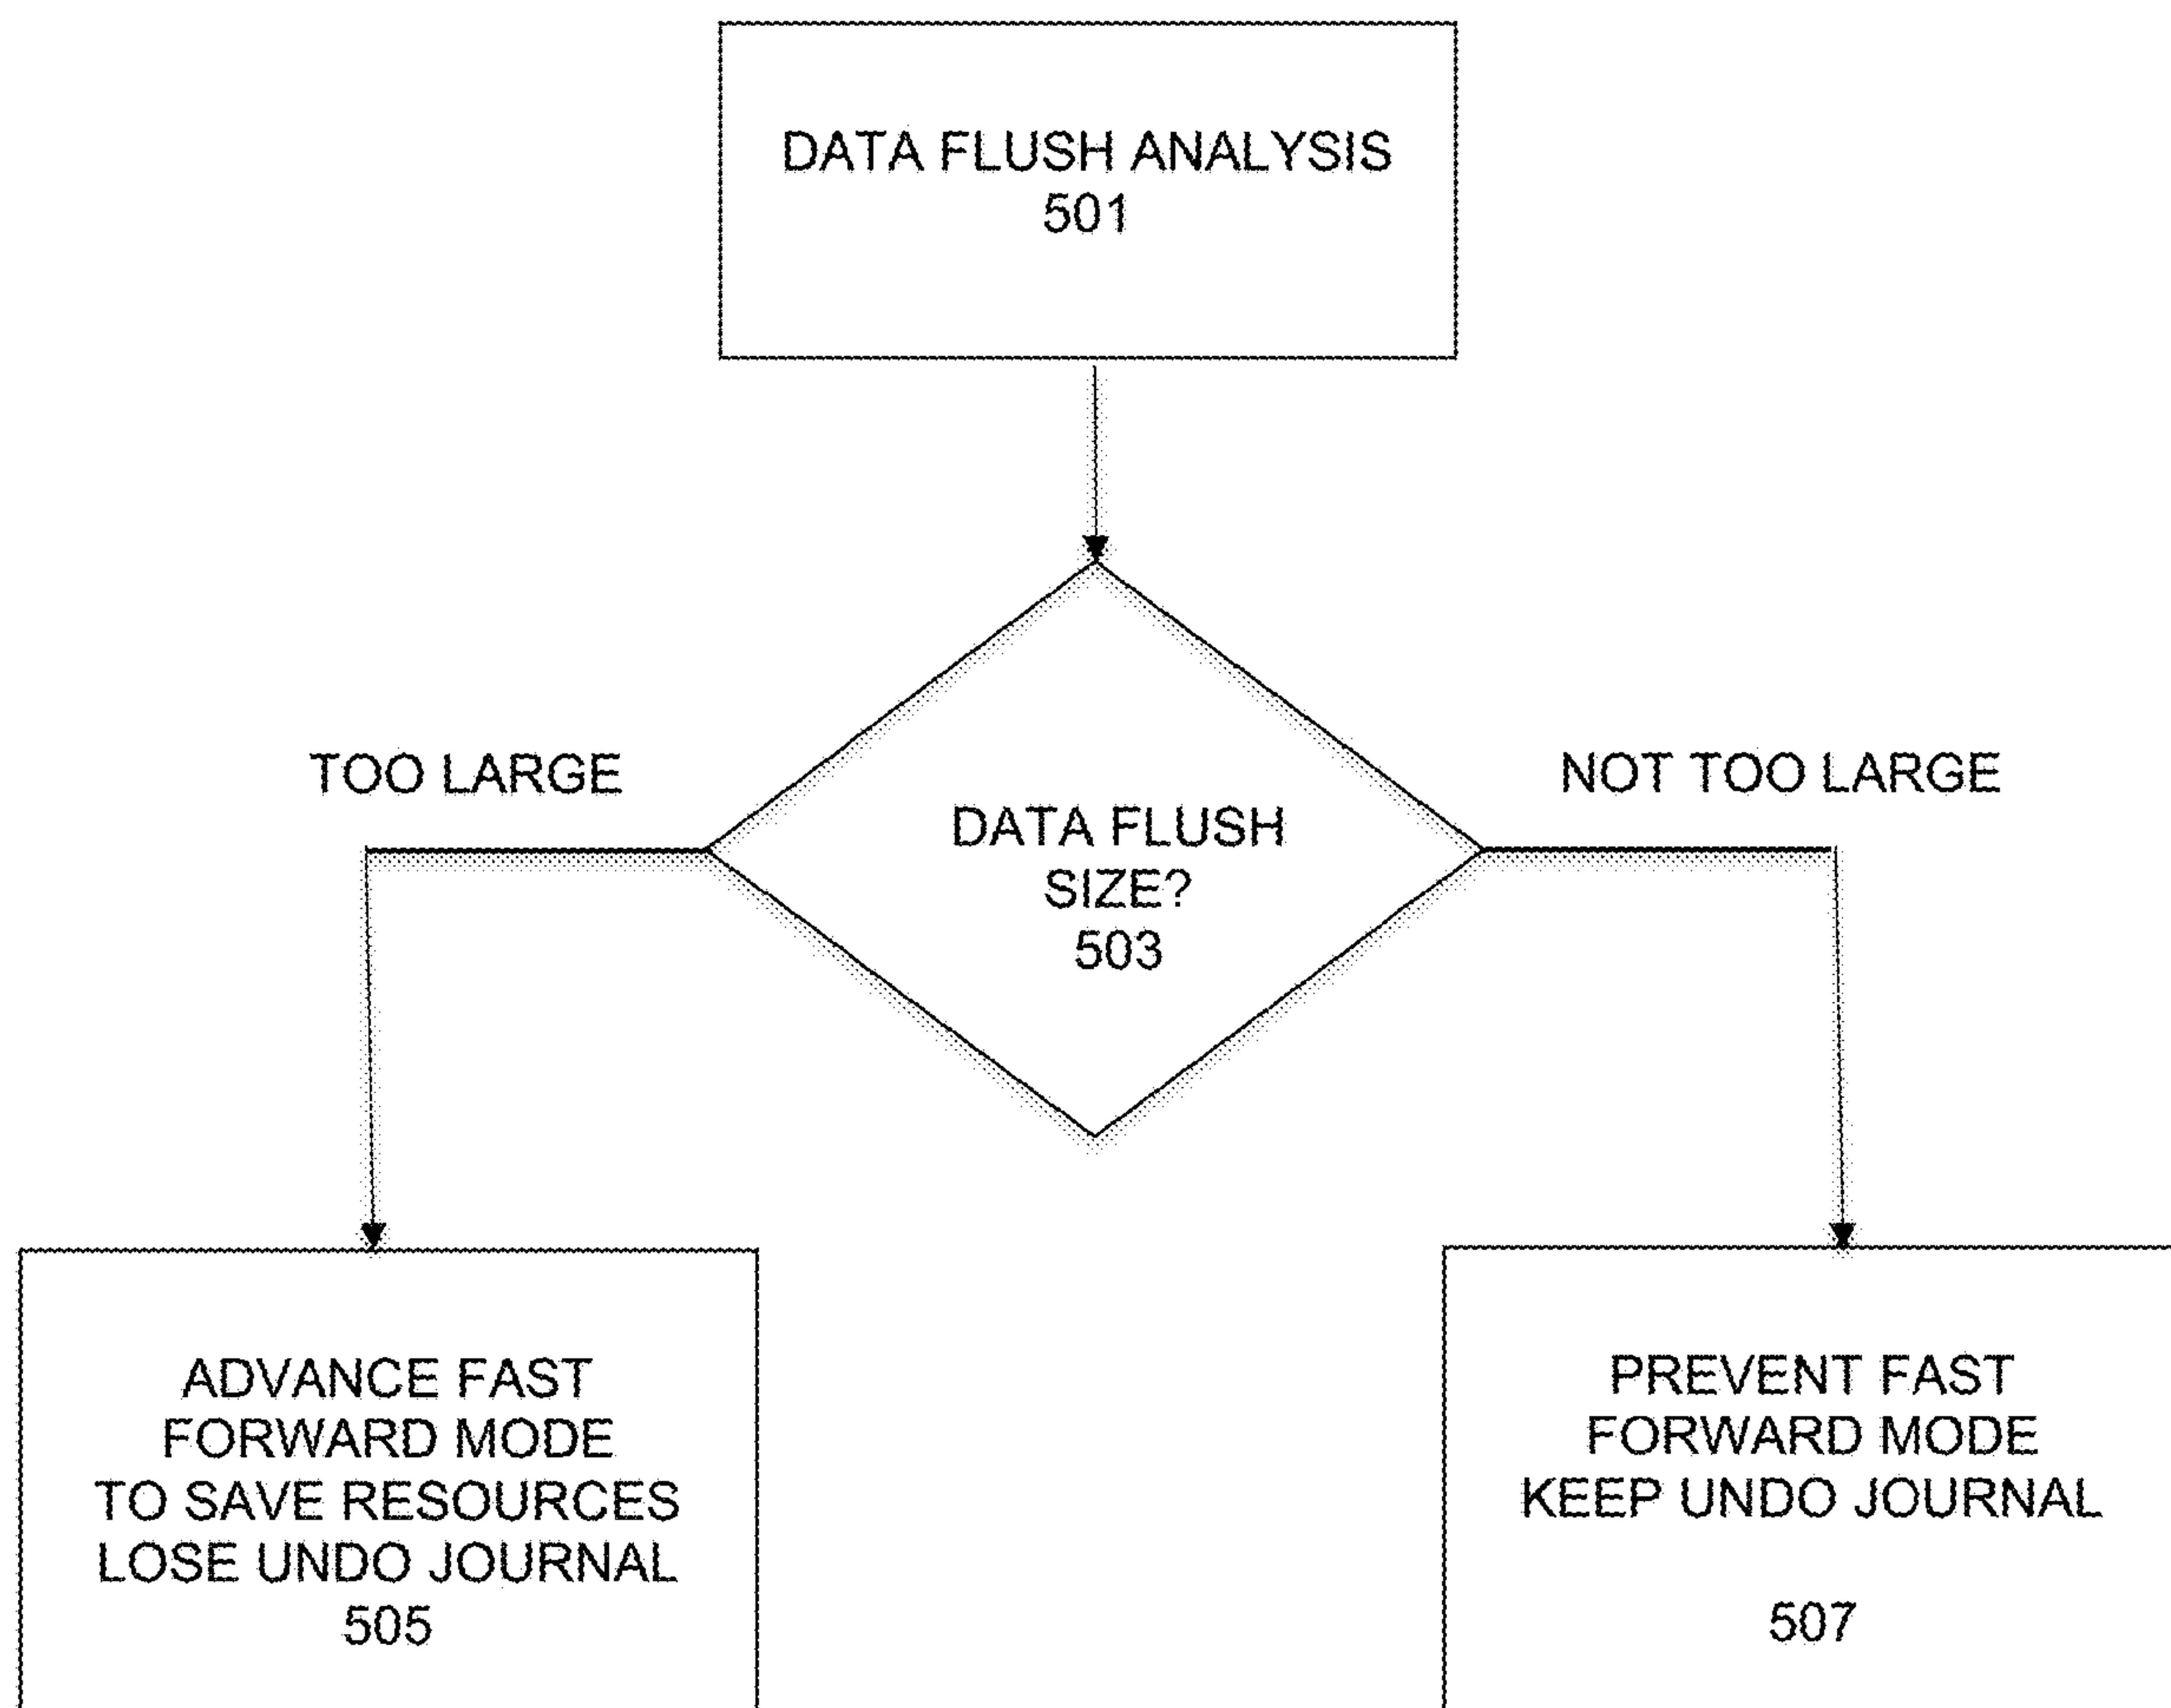 DATA FLUSH ANALYSIS
501
TOO LARGE
NOT TOO LARGE
DATA FLUSH
SIZE?
503
ADVANCE FAST
FORWARD MODE
TO SAVE RESOURCES
LOSE UNDO JOURNAL
505
PREVENT FAST
FORWARD MODE
KEEP UNDO JOURNAL
507